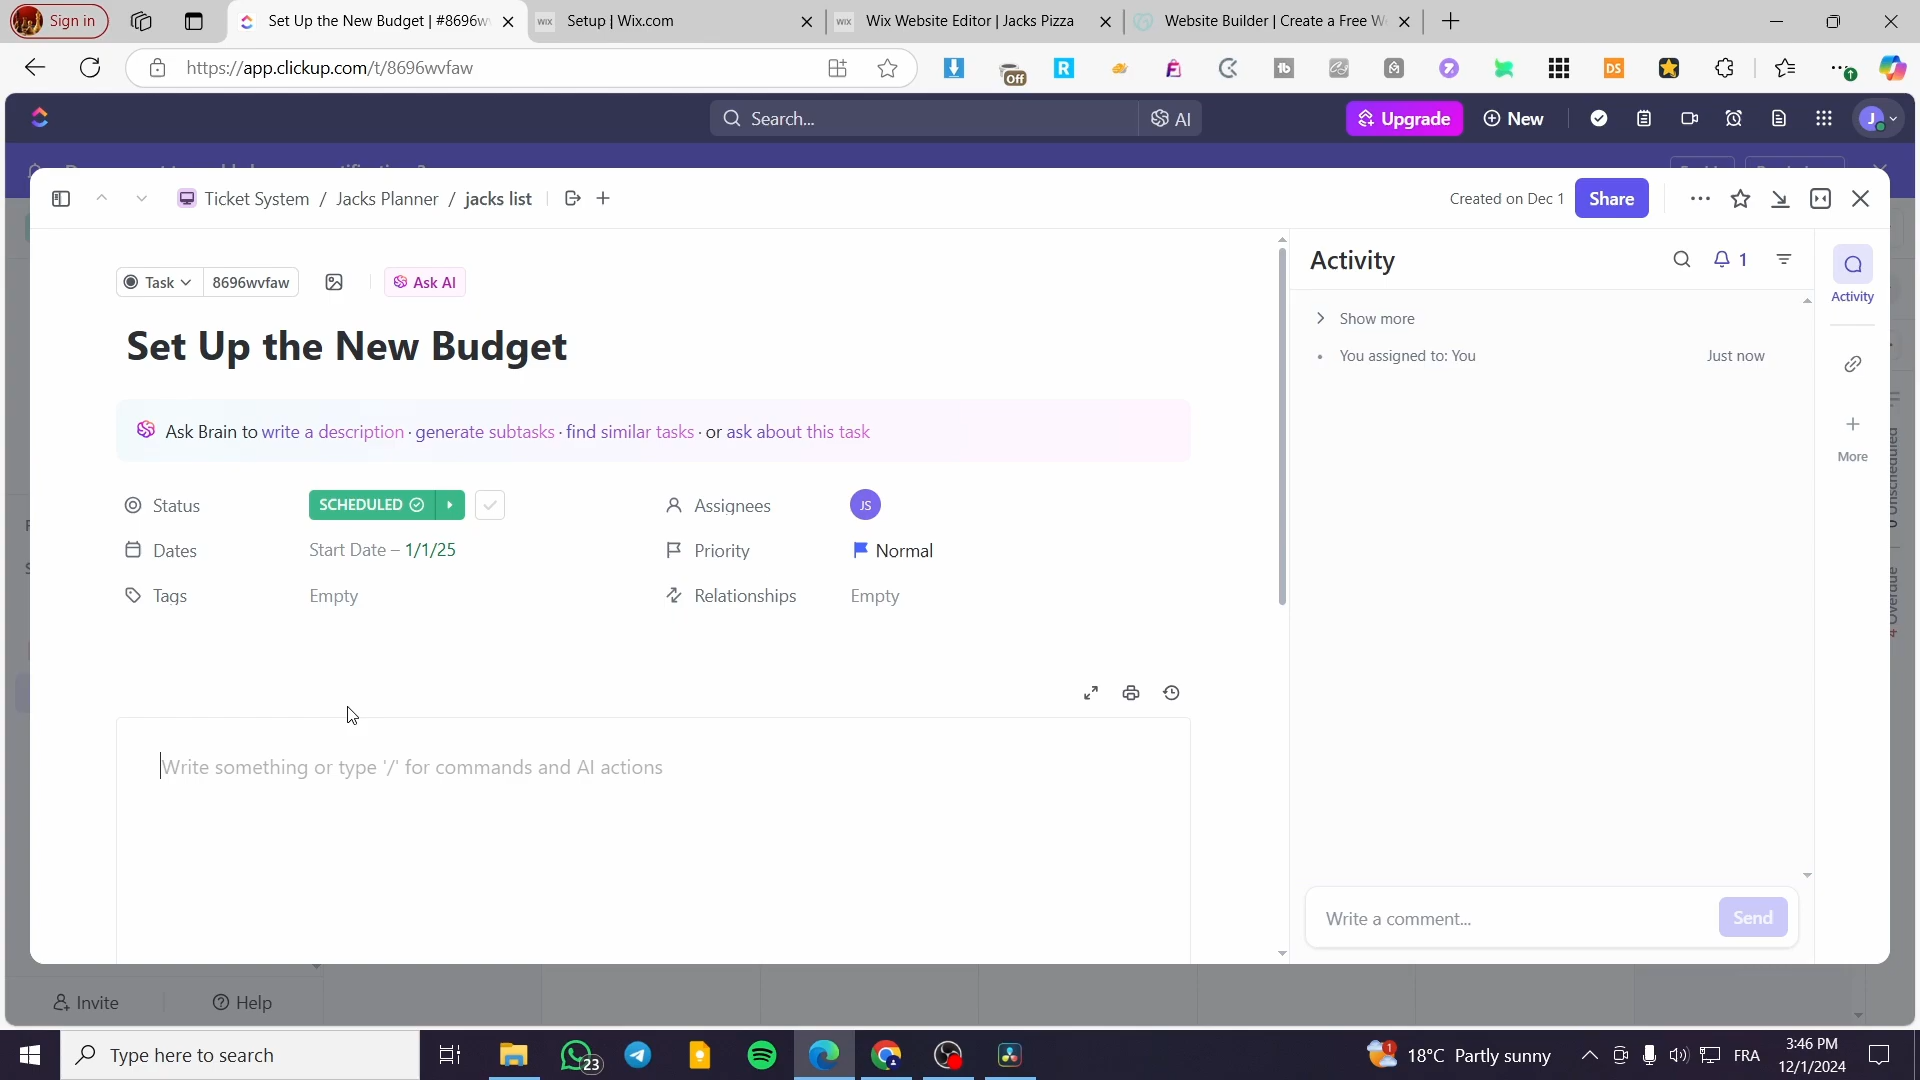 Sign in
Set Up the New Budget | #8696w
Setup | Wix.com
Wix Website Editor | Jacks Pizza
Website Builder | Create a Free W
https://app.clickup.com/t/8696wvfaw
Off
Search...
AI
Upgrade
New
J
Ticket System / Jacks Planner / jacks list
Created on Dec 1
Share
Task
8696wvfaw
Ask AI
Set Up the New Budget
Ask Brain to write a description · generate subtasks · find similar tasks · or ask about this task
Status
SCHEDULED
Assignees
JS
Dates
Start Date – 1/1/25
Priority
Normal
Tags
Empty
Relationships
Empty
Write something or type '/' for commands and AI actions
Activity
1
Show more
You assigned to: You
Just now
Write a comment...
Send
Activity
More
0 Unscheduled
4 Overdue
Invite
Help
Type here to search
23
18°C Partly sunny
FRA
3:46 PM
12/1/2024